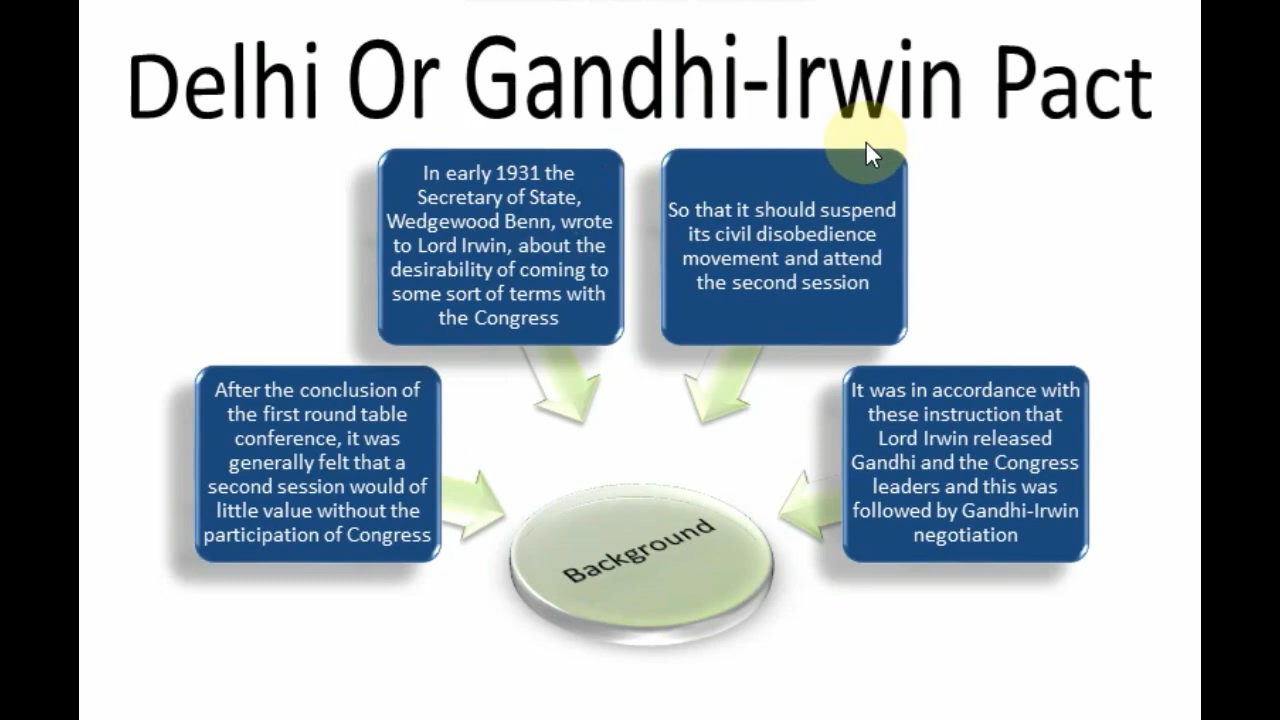 Delhi Or Gandhi-Irwin Pact
In early 1931 the
Secretary of State,
Wedgewood Benn, wrote
to Lord Irwin, about the
desirability of coming to
some sort of terms with
the Congress
So that it should suspend
its civil disobedience
movement and attend
the second session
After the conclusion of
the first round table
conference, it was
generally felt that a
second session would of
little value without the
participation of Congress
It was in accordance with
these instruction that
Lord Irwin released
Gandhi and the Congress
leaders and this was
followed by Gandhi-Irwin
negotiation
Background